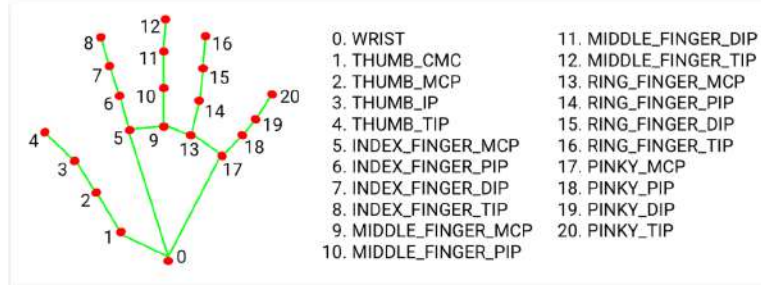 12
8
16
11
7
15
20
10
6
14
19
4
5
9
13
18
3
17
2
1
0
0. WRIST
1. THUMB_CMC
2. THUMB_MCP
3. THUMB_IP
4. THUMB_TIP
5. INDEX_FINGER_MCP
6. INDEX_FINGER_PIP
7. INDEX_FINGER_DIP
8. INDEX_FINGER_TIP
9. MIDDLE_FINGER_MCP
10. MIDDLE_FINGER_PIP
11. MIDDLE_FINGER_DIP
12. MIDDLE_FINGER_TIP
13. RING_FINGER_MCP
14. RING_FINGER_PIP
15. RING_FINGER_DIP
16. RING_FINGER_TIP
17. PINKY_MCP
18. PINKY_PIP
19. PINKY_DIP
20. PINKY_TIP